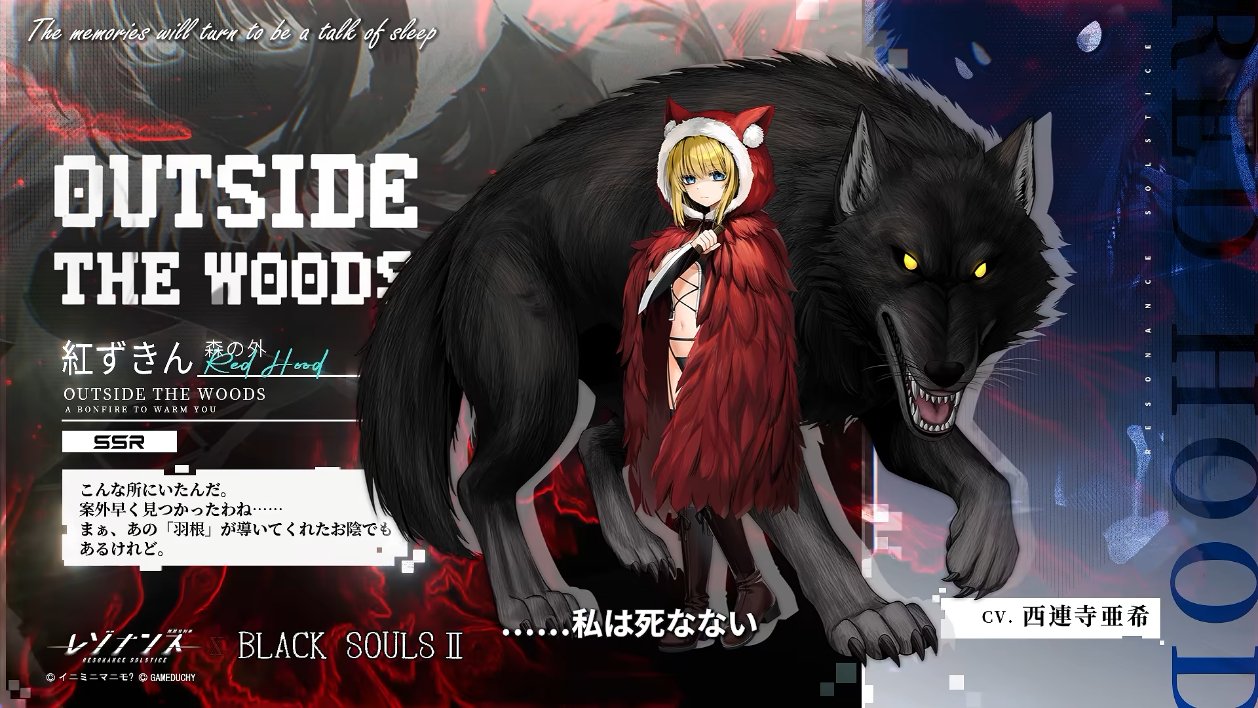 The memories will turn to be a talk of sleep
OUTSIDE
THE WOODS
紅ずきん 森の外
Red Hood
OUTSIDE THE WOODS
A BONFIRE TO WARM YOU
SSR
こんな所にいたんだ。
案外早く見つかったわね……
まぁ、あの「羽根」が導いてくれたお陰でも
あるけれど。
レゾナンス
RESONANCE SOLSTICE
X BLACK SOULS II
© イニミニマニモ? © GAMEDUCHY
……私は死なない
CV. 西連寺亜希
RESONANCE SOLSTICE
RED HOOD